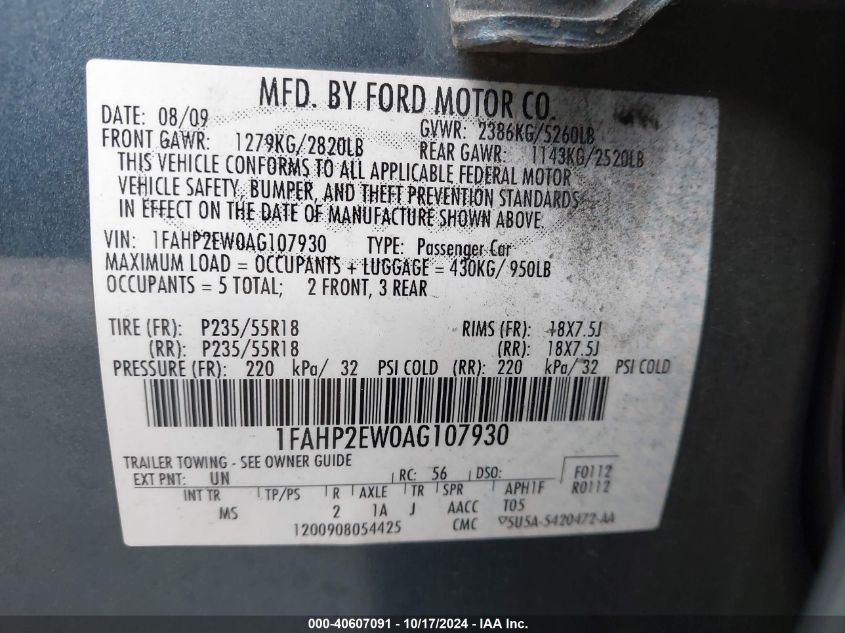 MFD. BY FORD MOTOR CO.
DATE: 08/09 GVWR: 2386KG/5260LB
FRONT GAWR: 1279KG/2820LB REAR GAWR: 1143KG/2520LB
THIS VEHICLE CONFORMS TO ALL APPLICABLE FEDERAL MOTOR
VEHICLE SAFETY, BUMPER, AND THEFT PREVENTION STANDARDS
IN EFFECT ON THE DATE OF MANUFACTURE SHOWN ABOVE.
VIN: 1FAHP2EW0AG107930 TYPE: Passenger Car
MAXIMUM LOAD = OCCUPANTS + LUGGAGE = 430KG/ 950LB
OCCUPANTS = 5 TOTAL; 2 FRONT, 3 REAR
TIRE (FR): P235/55R18 RIMS (FR): 18X7.5J
(RR): P235/55R18 (RR): 18X7.5J
PRESSURE (FR): 220 kPa/ 32 PSI COLD (RR): 220 kPa/ 32 PSI COLD
1FAHP2EW0AG107930
TRAILER TOWING - SEE OWNER GUIDE
EXT PNT: UN RC: 56 DSO: F0112
R0112
INT TR TP/PS R AXLE TR SPR APH1F
MS 2 1A J AACC T05
1200908054425 CMC 5U5A-5420472-AA
000-40607091 - 10/17/2024 - IAA Inc.